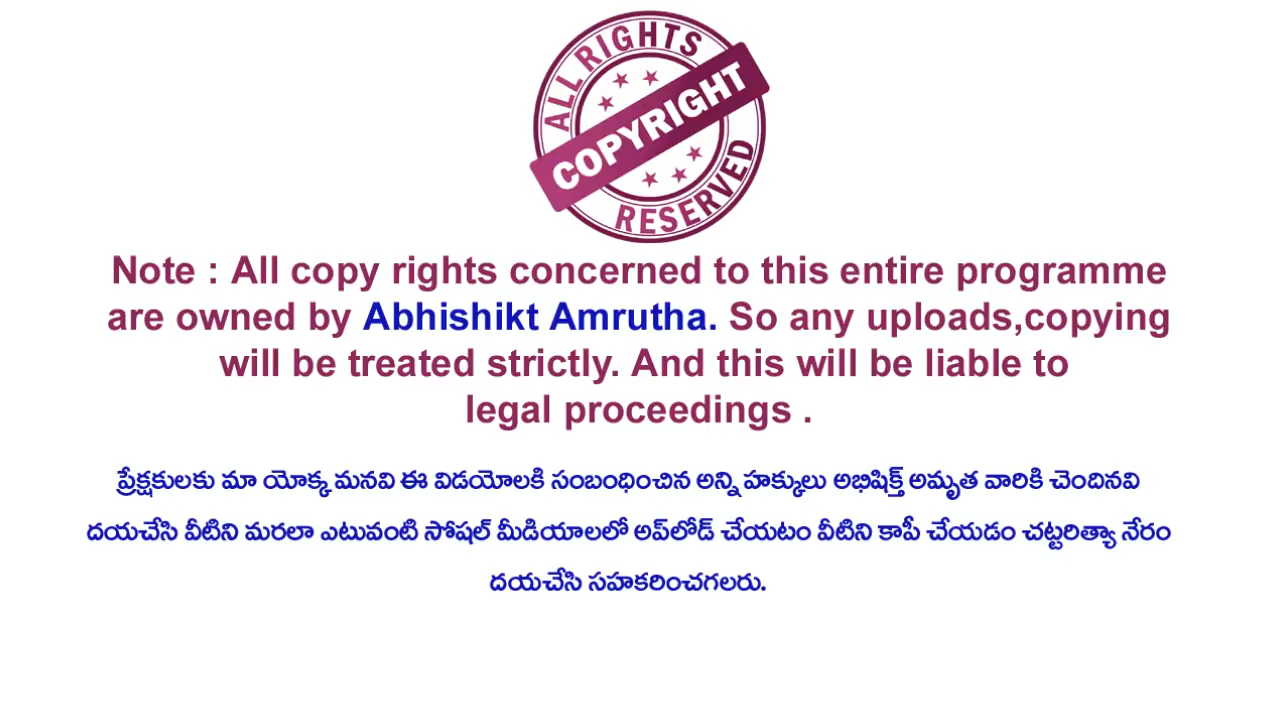 ALL RIGHTS
COPYRIGHT
RESERVED
Note : All copy rights concerned to this entire programme
are owned by Abhishikt Amrutha. So any uploads,copying
will be treated strictly. And this will be liable to
legal proceedings .
ప్రేక్షకులకు మా యొక్క మనవి ఈ విడయోలకి సంబంధించిన అన్ని హక్కులు అభిషిక్త్ అమృత వారికి చెందినవి
దయచేసి వీటిని మరలా ఎటువంటి సోషల్ మీడియాలలో అప్‌లోడ్ చేయటం వీటిని కాపీ చేయడం చట్టరిత్యా నేరం
దయచేసి సహకరించగలరు.